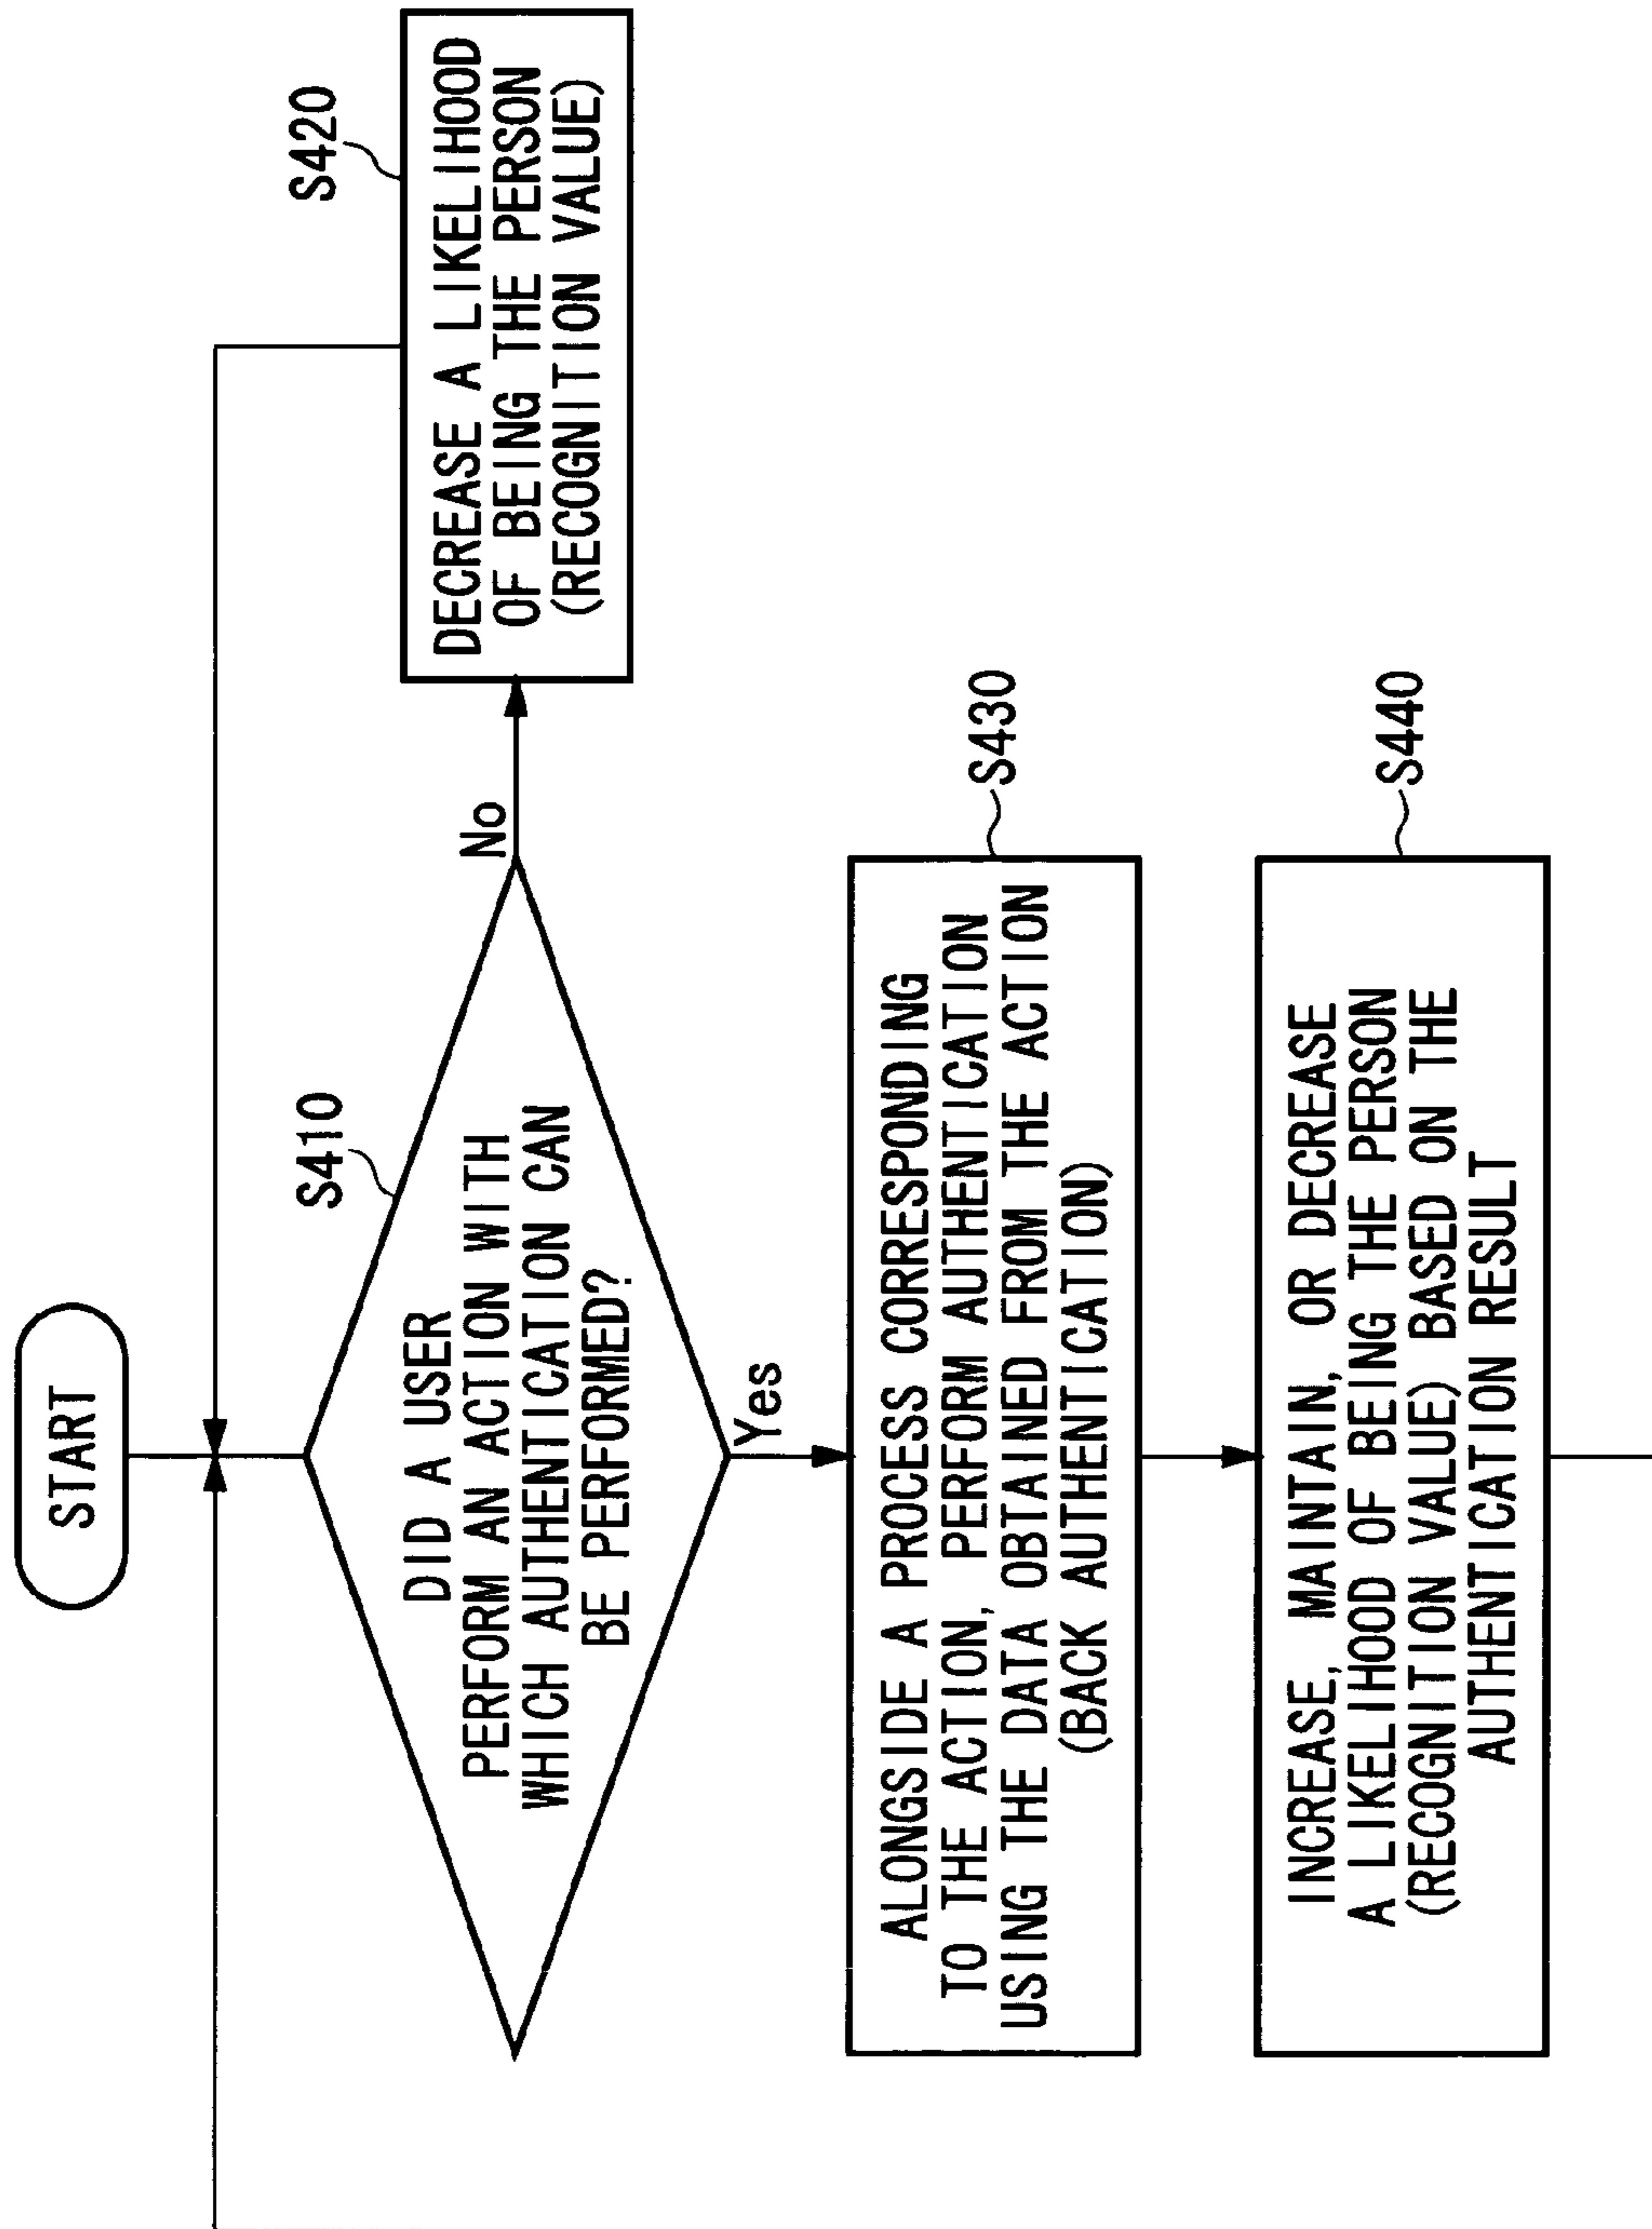 START
S410
DID A USER
PERFORM AN ACTION WITH
WHICH AUTHENTICATION CAN
BE PERFORMED?
No
S420
DECREASE A LIKELIHOOD
OF BEING THE PERSON
(RECOGNITION VALUE)
Yes
S430
ALONGSIDE A PROCESS CORRESPONDING
TO THE ACTION, PERFORM AUTHENTICATION
USING THE DATA OBTAINED FROM THE ACTION
(BACK AUTHENTICATION)
S440
INCREASE, MAINTAIN, OR DECREASE
A LIKELIHOOD OF BEING THE PERSON
(RECOGNITION VALUE) BASED ON THE
AUTHENTICATION RESULT